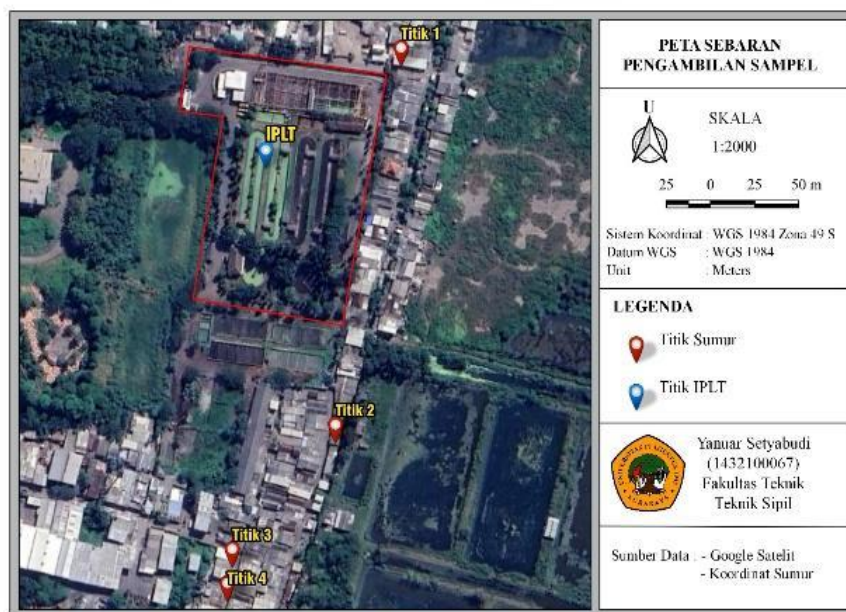 Titik 1
IPLT
Titik 2
Titik 3
Titik 4
PETA SEBARAN
PENGAMBILAN SAMPEL
U
SKALA
1:2000
25 0 25 50 m
Sistem Koordinat : WGS 1984 Zona 49 S
Datum WGS : WGS 1984
Unit : Meters
LEGENDA
Titik Sumur
Titik IPLT
Yanuar Setyabudi
(1432100067)
Fakultas Teknik
Teknik Sipil
SURABAYA
Sumber Data : - Google Satelit
- Koordinat Sumur